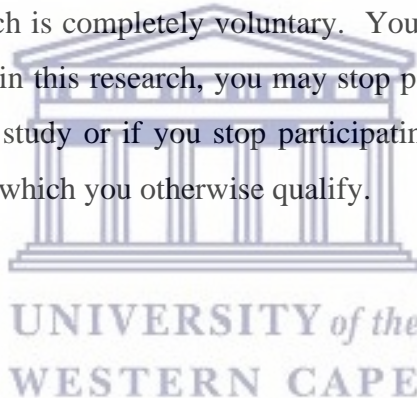 ch is completely voluntary. You
in this research, you may stop p
study or if you stop participatin
which you otherwise qualify.
UNIVERSITY of the
WESTERN CAPE